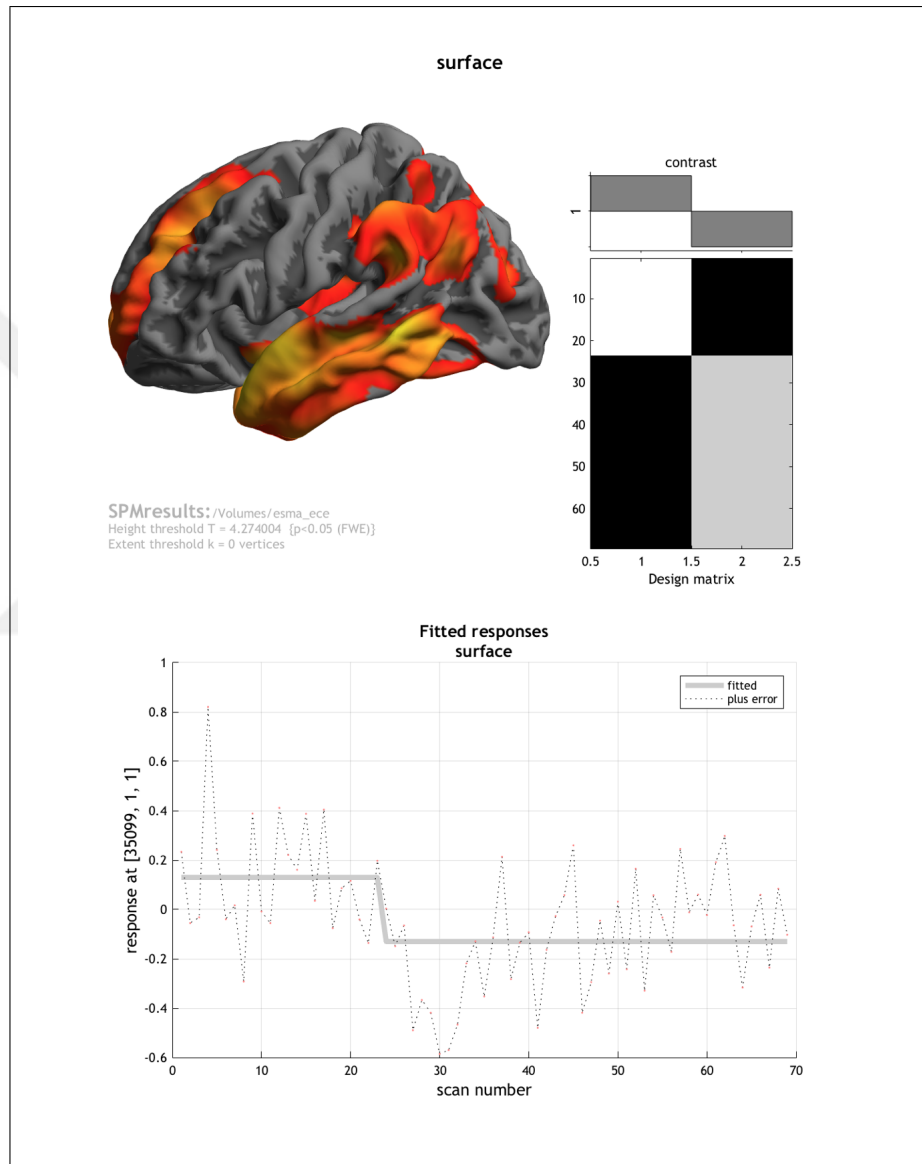 surface
contrast
1
10
20
30
40
50
60
0.5 1 1.5 2 2.5
Design matrix
SPMresults: /Volumes/esma_ece
Height threshold T = 4.274004 {p<0.05 (FWE)}
Extent threshold k = 0 vertices
Fitted responses
surface
fitted
plus error
response at [35099, 1, 1]
1
0.8
0.6
0.4
0.2
0
-0.2
-0.4
-0.6
0 10 20 30 40 50 60 70
scan number